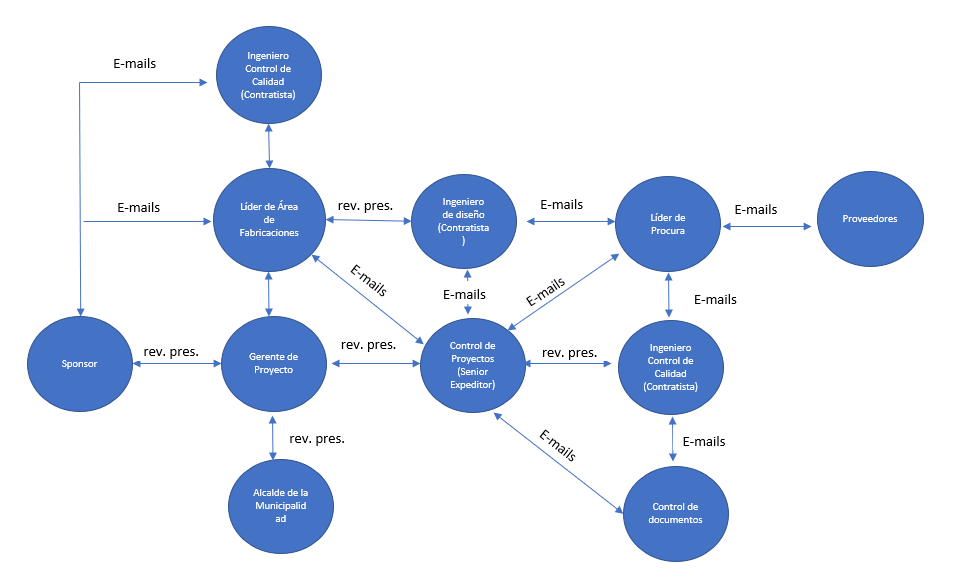 Ingeniero
Control de
Calidad
(Contratista)
E-mails
Líder de Área
de
Fabricaciones
E-mails
rev. pres.
Ingeniero
de diseño
(Contratista
)
E-mails
Líder de
Procura
E-mails
Proveedores
E-mails
E-mails
E-mails
E-mails
Sponsor
rev. pres.
Gerente de
Proyecto
rev. pres.
Control de
Proyectos
(Senior
Expeditor)
rev. pres.
Ingeniero
Control de
Calidad
(Contratista)
rev. pres.
E-mails
E-mails
Alcalde de la
Municipalid
ad
Control de
documentos